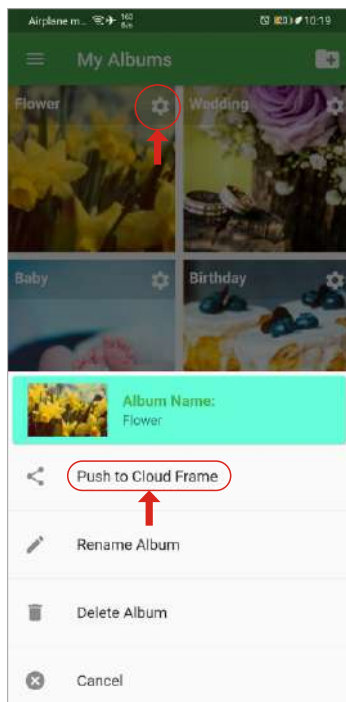 Airplane m...
10:19
My Albums
Flower
Wedding
Baby
Birthday
Album Name:
Flower
Push to Cloud Frame
Rename Album
Delete Album
Cancel